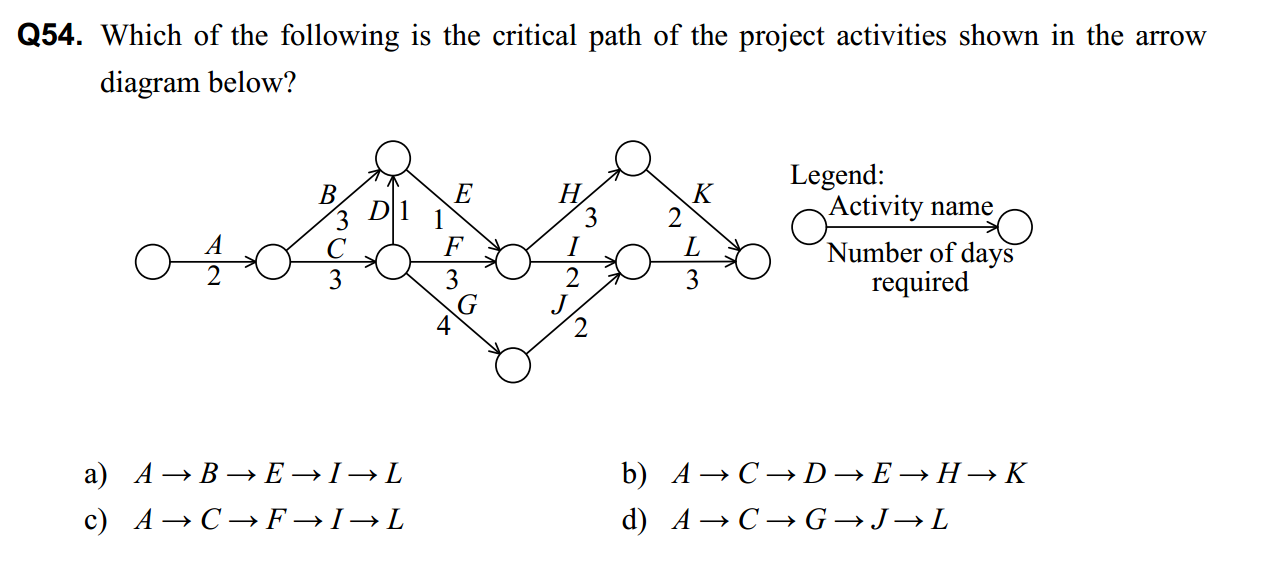 Q54. Which of the following is the critical path of the project activities shown in the arrow
diagram below?
B
3
D 1
E
1
H
3
K
2
Legend:
Activity name
Number of days
required
A
2
C
3
F
3
I
2
L
3
G
4
J
2
a) A → B → E → I → L
b) A → C → D → E → H → K
c) A → C → F → I → L
d) A → C → G → J → L